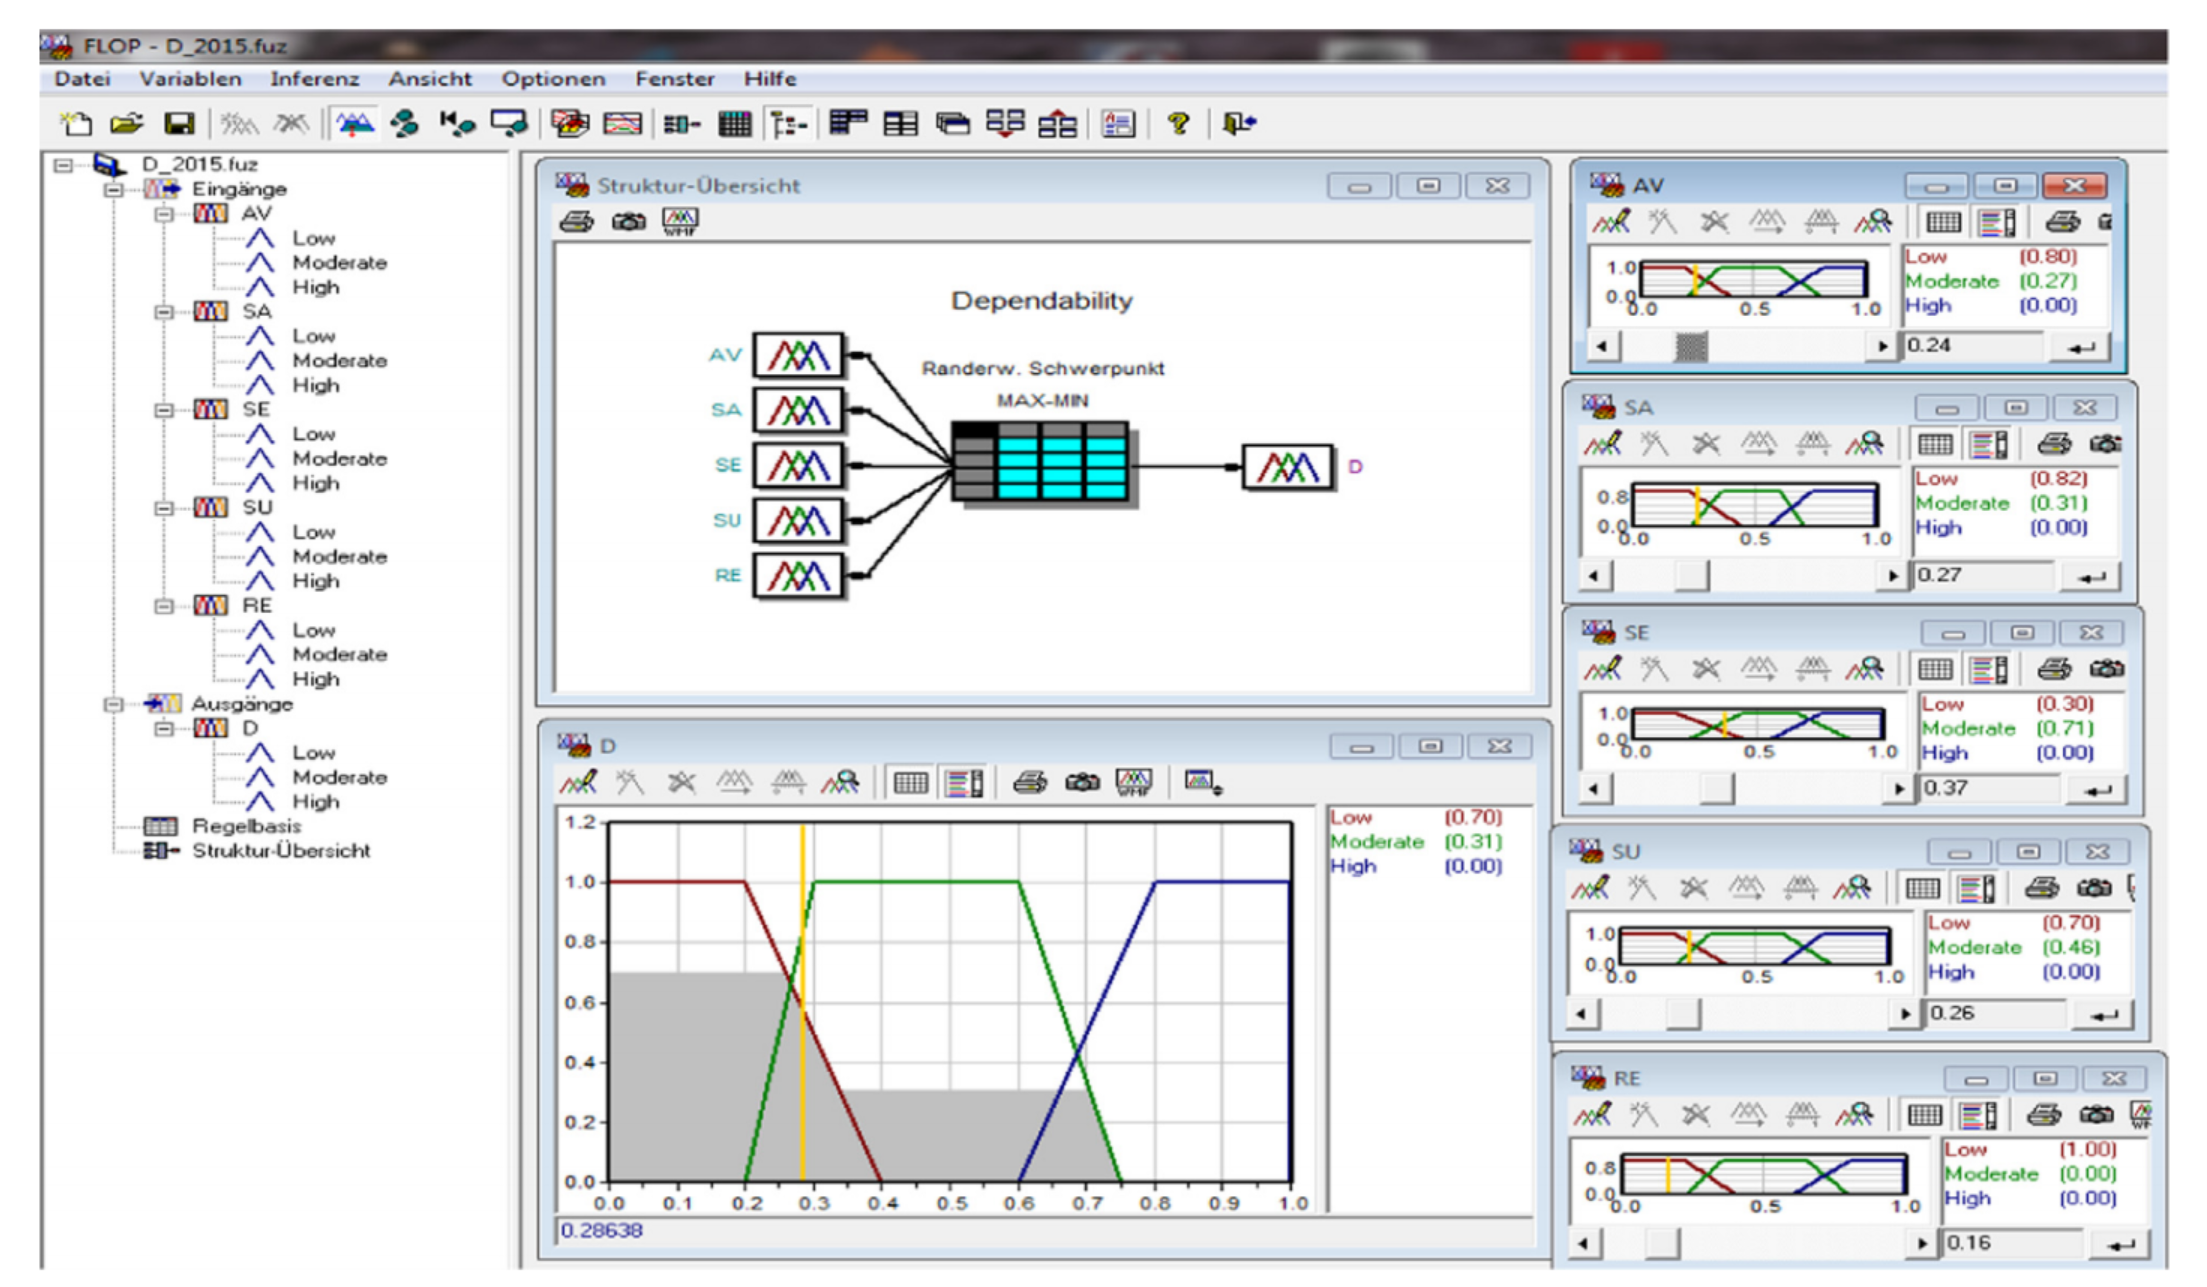 FLOP - D_2015.fuz
Datei Variablen Inferenz Ansicht Optionen Fenster Hilfe
D_2015.fuz
Eingänge
AV
Low
Moderate
High
SA
Low
Moderate
High
SE
Low
Moderate
High
SU
Low
Moderate
High
RE
Low
Moderate
High
Ausgänge
D
Low
Moderate
High
Regelbasis
Struktur-Übersicht
Struktur-Übersicht
WMF
Dependability
Randerw. Schwerpunkt
MAX-MIN
AV
SA
SE
SU
RE
D
D
WMF
1.2
1.0
0.8
0.6
0.4
0.2
0.0
0.0 0.1 0.2 0.3 0.4 0.5 0.6 0.7 0.8 0.9 1.0
Low (0.70)
Moderate (0.31)
High (0.00)
0.28638
AV
1.0
0.0
0.0 0.5 1.0
Low (0.80)
Moderate (0.27)
High (0.00)
0.24
SA
0.8
0.0
0.0 0.5 1.0
Low (0.82)
Moderate (0.31)
High (0.00)
0.27
SE
1.0
0.0
0.0 0.5 1.0
Low (0.30)
Moderate (0.71)
High (0.00)
0.37
SU
1.0
0.0
0.0 0.5 1.0
Low (0.70)
Moderate (0.46)
High (0.00)
0.26
RE
0.8
0.0
0.0 0.5 1.0
Low (1.00)
Moderate (0.00)
High (0.00)
0.16